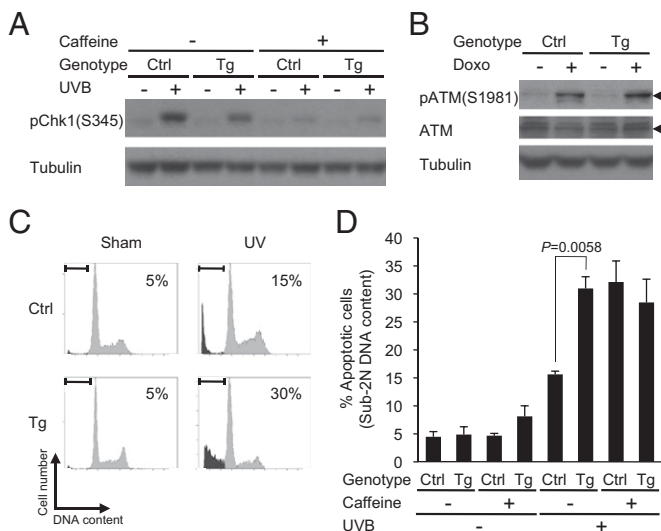 A
Caffeine - +
Genotype Ctrl Tg Ctrl Tg
UVB - + - + - + - +
pChk1(S345)
Tubulin
B
Genotype Ctrl Tg
Doxo - + - +
pATM(S1981)
ATM
Tubulin
C
Sham UV
Ctrl
5% 15%
Tg
5% 30%
Cell number
DNA content
D
P=0.0058
% Apoptotic cells
(Sub-2N DNA content)
40
35
30
25
20
15
10
5
0
Genotype Ctrl Tg Ctrl Tg Ctrl Tg Ctrl Tg
Caffeine - + - +
UVB - +